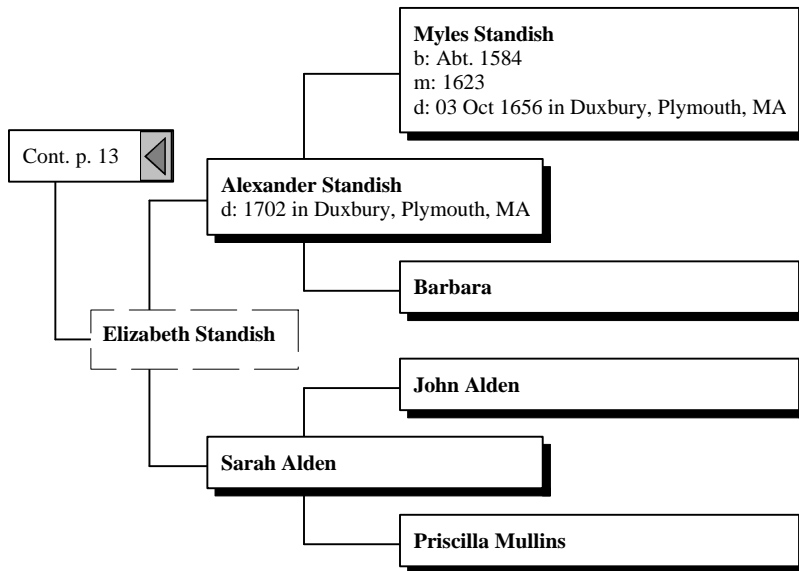 Myles Standish
b: Abt. 1584
m: 1623
d: 03 Oct 1656 in Duxbury, Plymouth, MA
Cont. p. 13
Alexander Standish
d: 1702 in Duxbury, Plymouth, MA
Barbara
Elizabeth Standish
John Alden
Sarah Alden
Priscilla Mullins